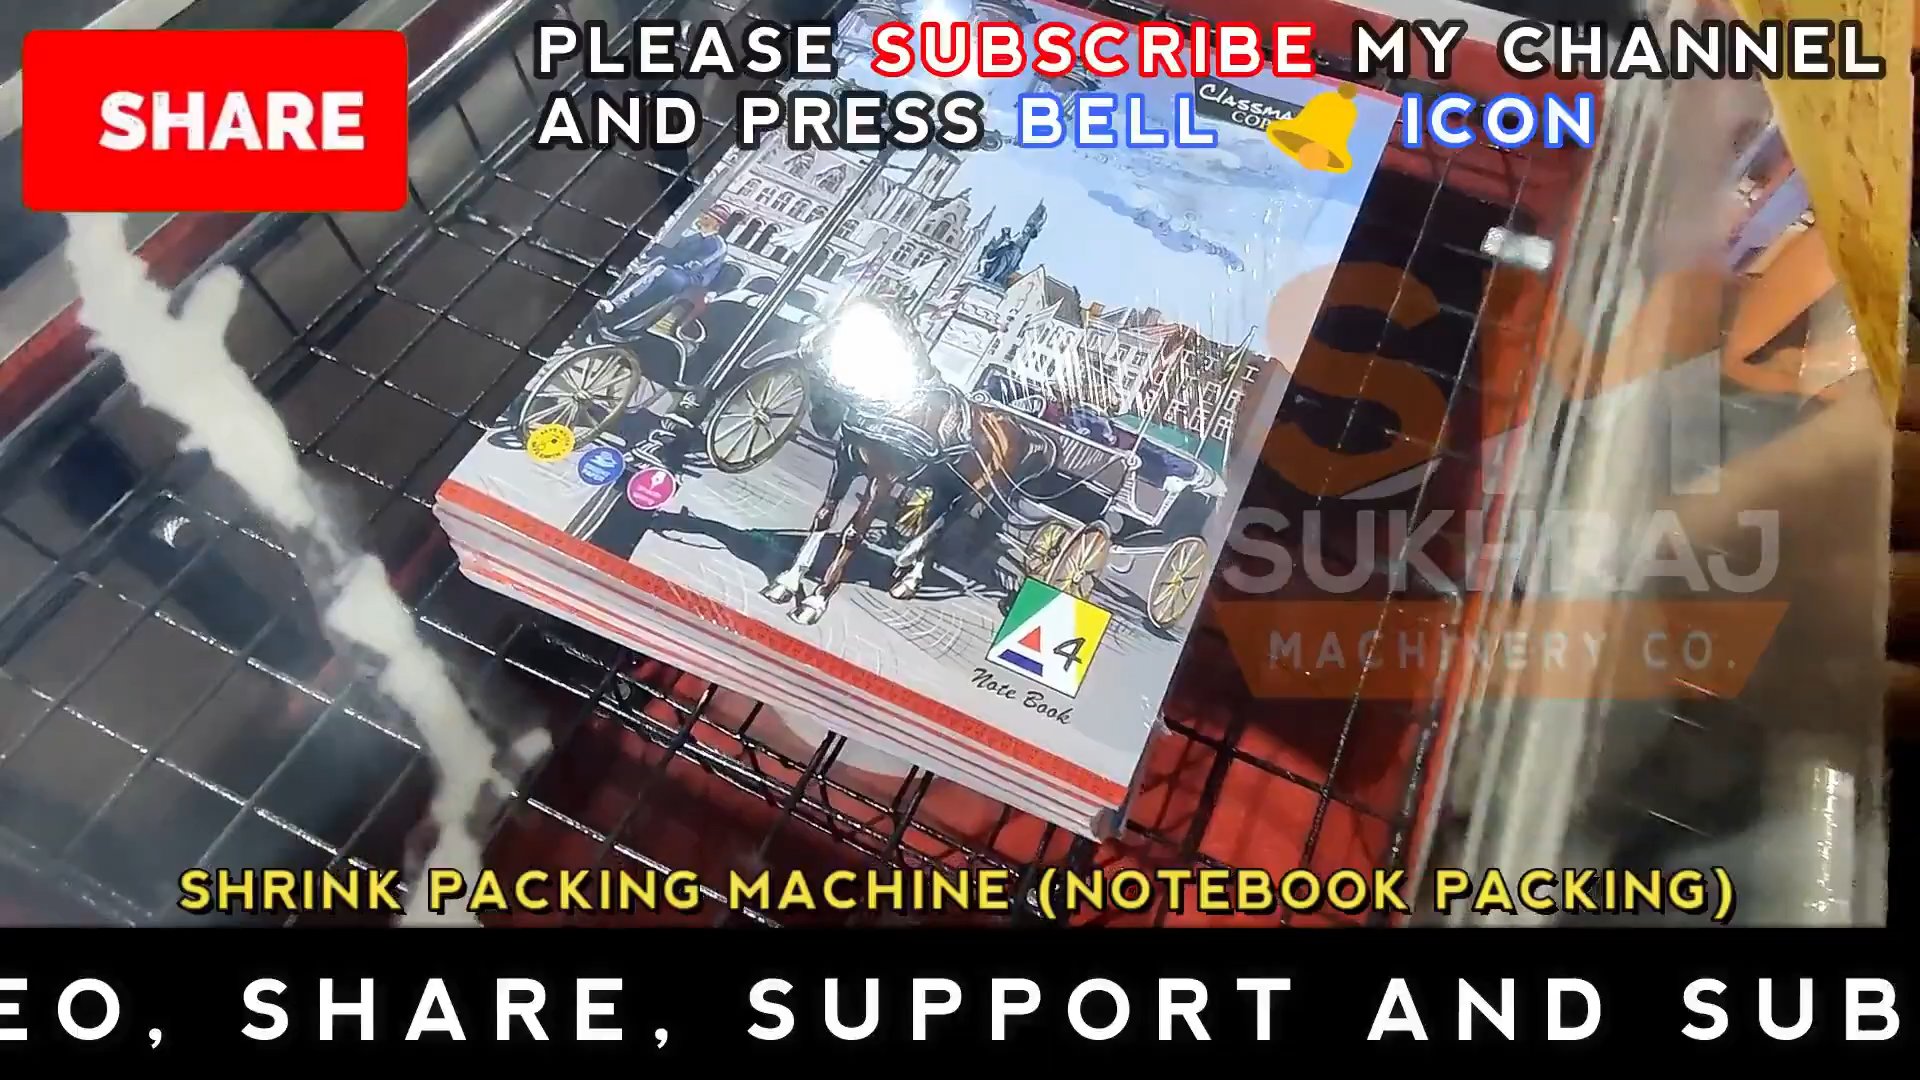 SHARE
PLEASE SUBSCRIBE MY CHANNEL
AND PRESS BELL ICON
SUKHRAJ
MACHINERY CO.
A4
Note Book
SHRINK PACKING MACHINE (NOTEBOOK PACKING)
EO, SHARE, SUPPORT AND SUB